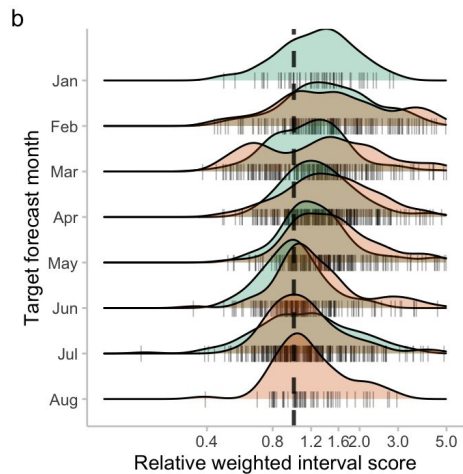 b
Target forecast month
Jan
Feb
Mar
Apr
May
Jun
Jul
Aug
0.4 0.8 1.2 1.6 2.0 3.0 5.0
Relative weighted interval score